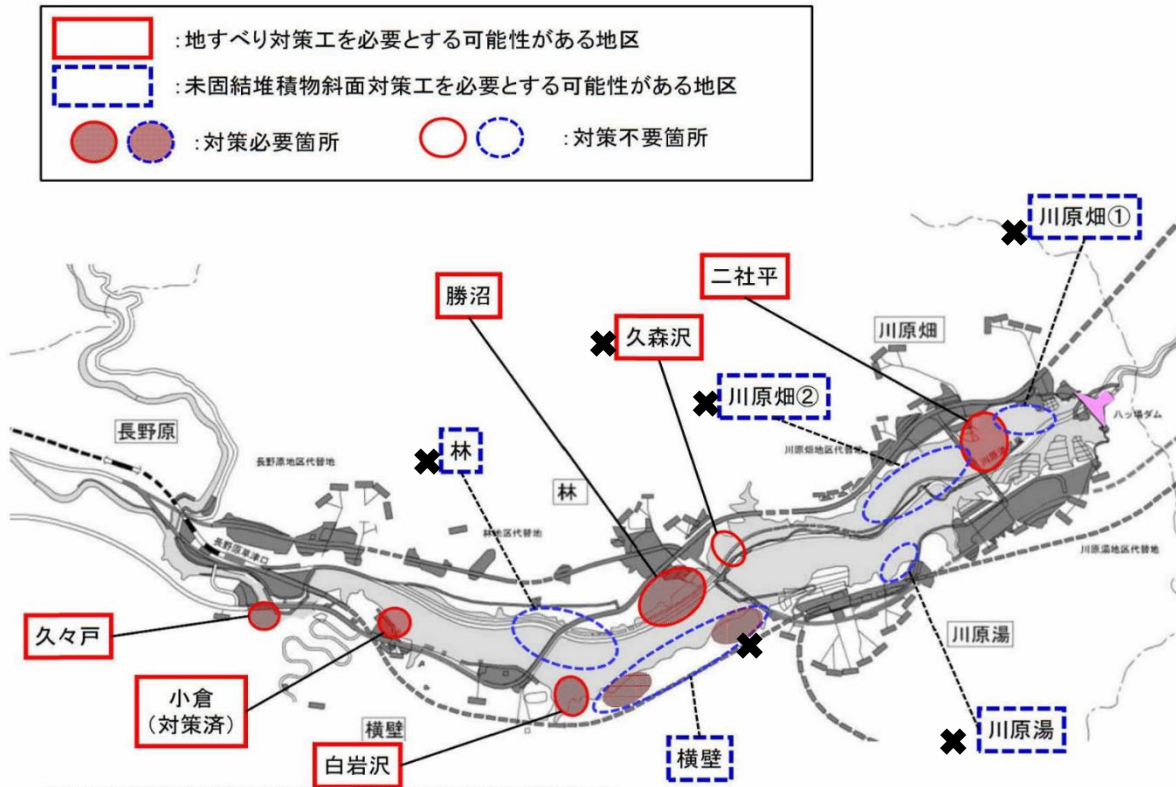 :地すべり対策工を必要とする可能性がある地区
:未固結堆積物斜面対策工を必要とする可能性がある地区
:対策必要箇所
:対策不要箇所
川原畑①
二社平
勝沼
久森沢
川原畑
川原畑②
八ッ場ダム
長野原
林
長野原地区代替地
川原畑地区代替地
林
林地区代替地
長野原草津口
川原湯地区代替地
久々戸
川原湯
小倉
(対策済)
横壁
白岩沢
横壁
川原湯